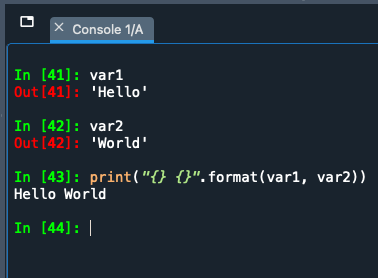 Console 1/A
In [41]: var1
Out[41]: 'Hello'
In [42]: var2
Out[42]: 'World'
In [43]: print("{} {}".format(var1, var2))
Hello World
In [44]: